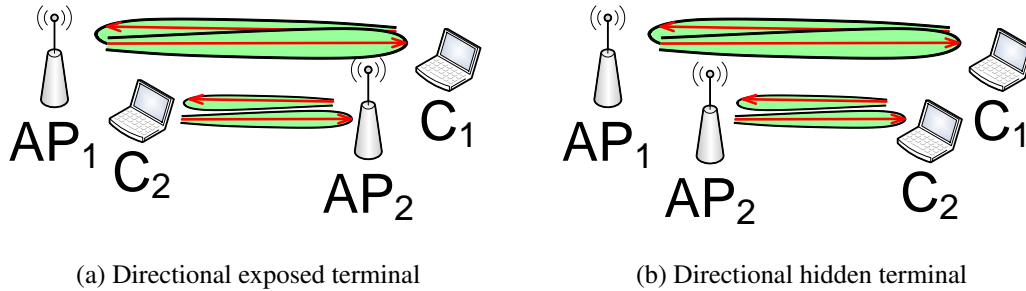 AP1
C2
AP2
C1
AP1
AP2
C2
C1
(a) Directional exposed terminal
(b) Directional hidden terminal